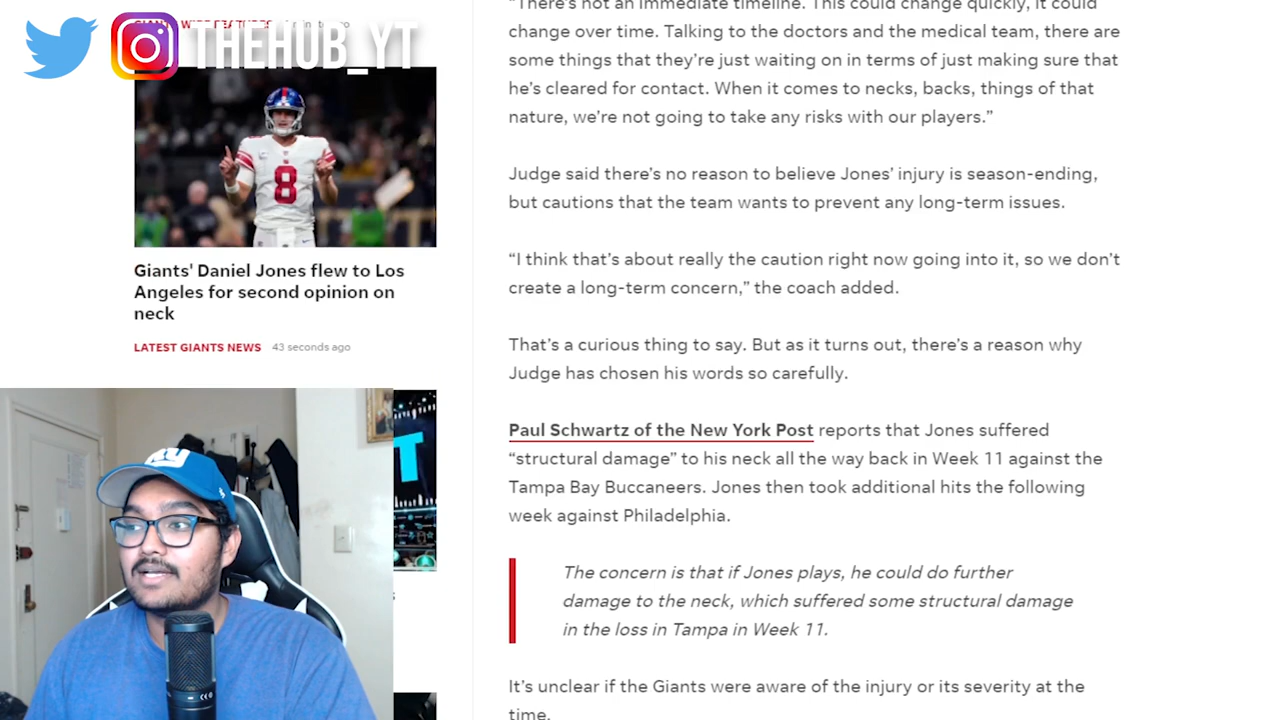 THEHUB_YT
8
Giants' Daniel Jones flew to Los
Angeles for second opinion on
neck
LATEST GIANTS NEWS 43 seconds ago
NY
T
“There’s not an immediate timeline. This could change quickly, it could
change over time. Talking to the doctors and the medical team, there are
some things that they’re just waiting on in terms of just making sure that
he’s cleared for contact. When it comes to necks, backs, things of that
nature, we’re not going to take any risks with our players.”
Judge said there’s no reason to believe Jones’ injury is season-ending,
but cautions that the team wants to prevent any long-term issues.
“I think that’s about really the caution right now going into it, so we don’t
create a long-term concern,” the coach added.
That’s a curious thing to say. But as it turns out, there’s a reason why
Judge has chosen his words so carefully.
Paul Schwartz of the New York Post reports that Jones suffered
“structural damage” to his neck all the way back in Week 11 against the
Tampa Bay Buccaneers. Jones then took additional hits the following
week against Philadelphia.
The concern is that if Jones plays, he could do further
damage to the neck, which suffered some structural damage
in the loss in Tampa in Week 11.
It’s unclear if the Giants were aware of the injury or its severity at the
time.